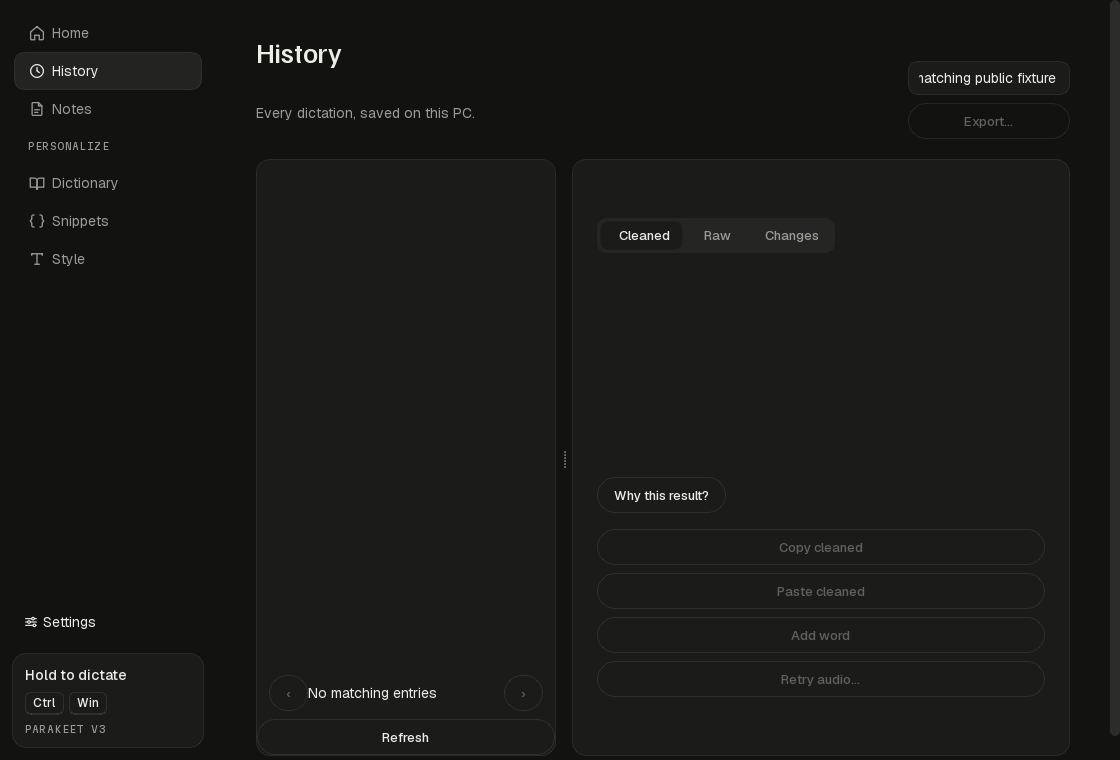 Home
History
Notes
PERSONALIZE
Dictionary
Snippets
Style
Settings
Hold to dictate
Ctrl Win
PARAKEET V3
History
public fixture
Every dictation, saved on this PC.
Export...
Cleaned Raw Changes
Why this result?
Copy cleaned
Paste cleaned
Add word
Retry audio...
‹ No matching entries ›
Refresh